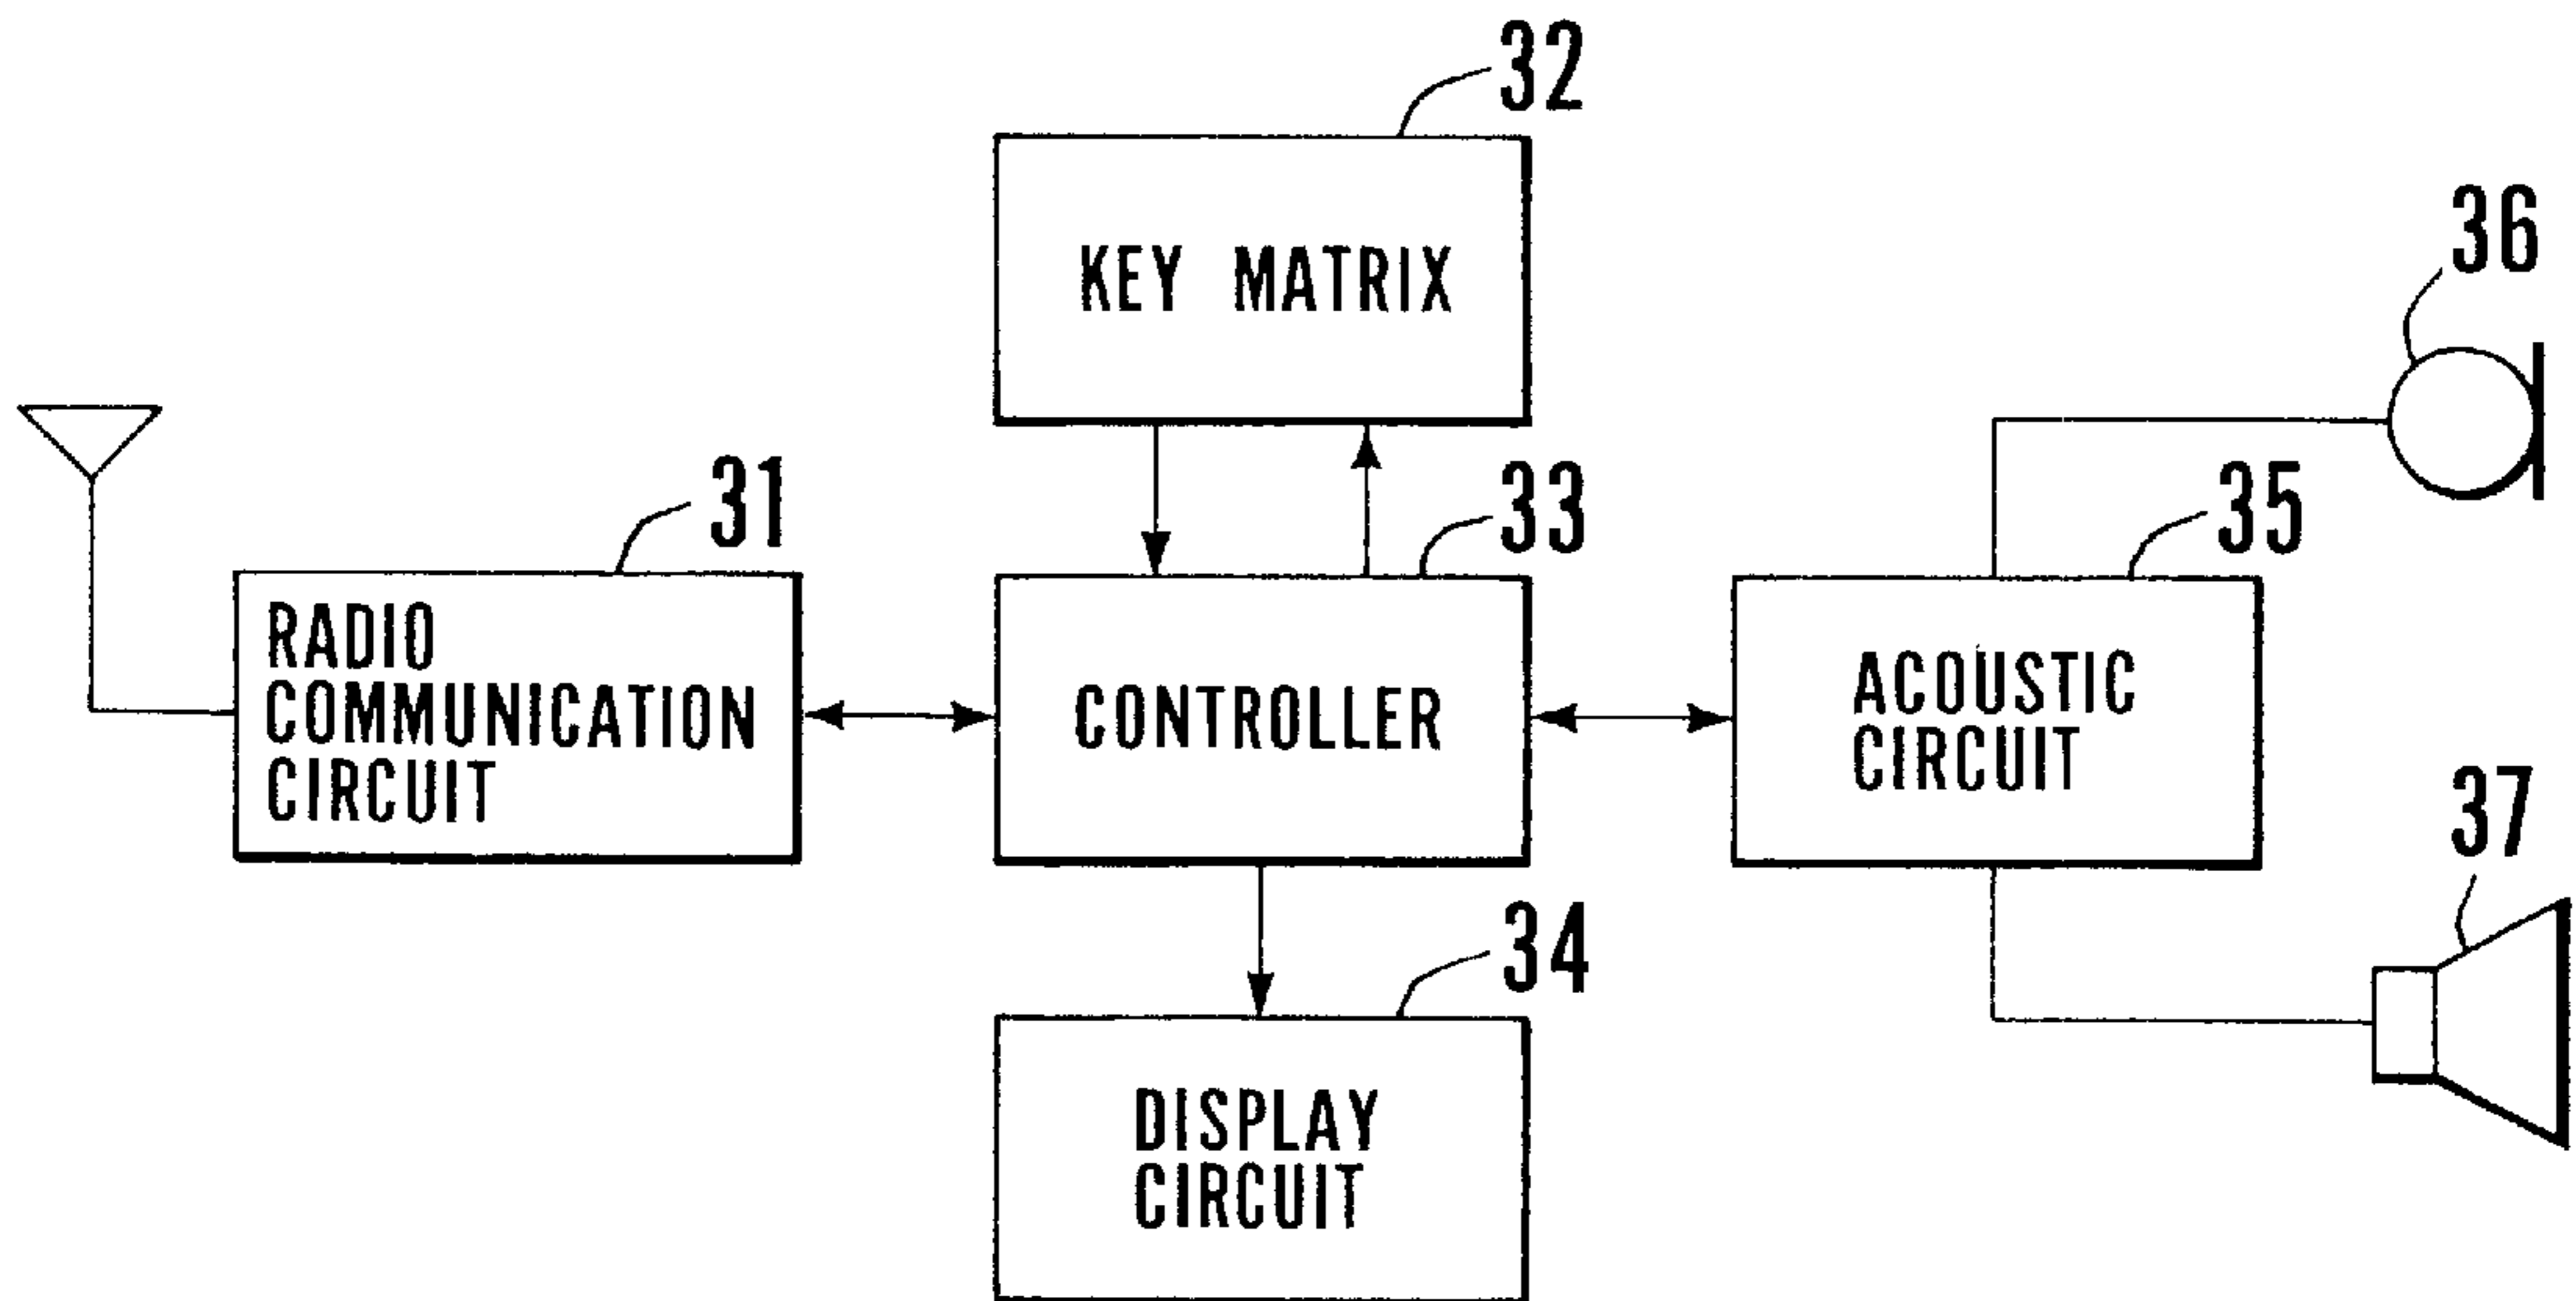 32
KEY MATRIX
36
31
33
35
RADIO
COMMUNICATION
CIRCUIT
CONTROLLER
ACOUSTIC
CIRCUIT
37
34
DISPLAY
CIRCUIT